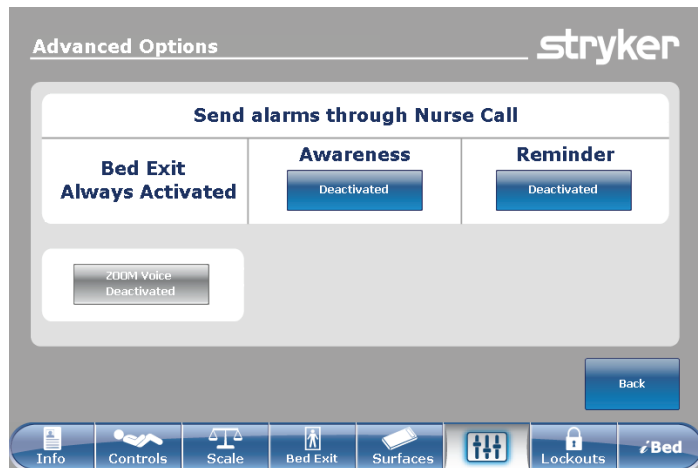 Advanced Options
stryker
Send alarms through Nurse Call
Bed Exit
Always Activated
Awareness
Deactivated
Reminder
Deactivated
ZOOM Voice
Deactivated
Back
Info
Controls
Scale
Bed Exit
Surfaces
Lockouts
iBed